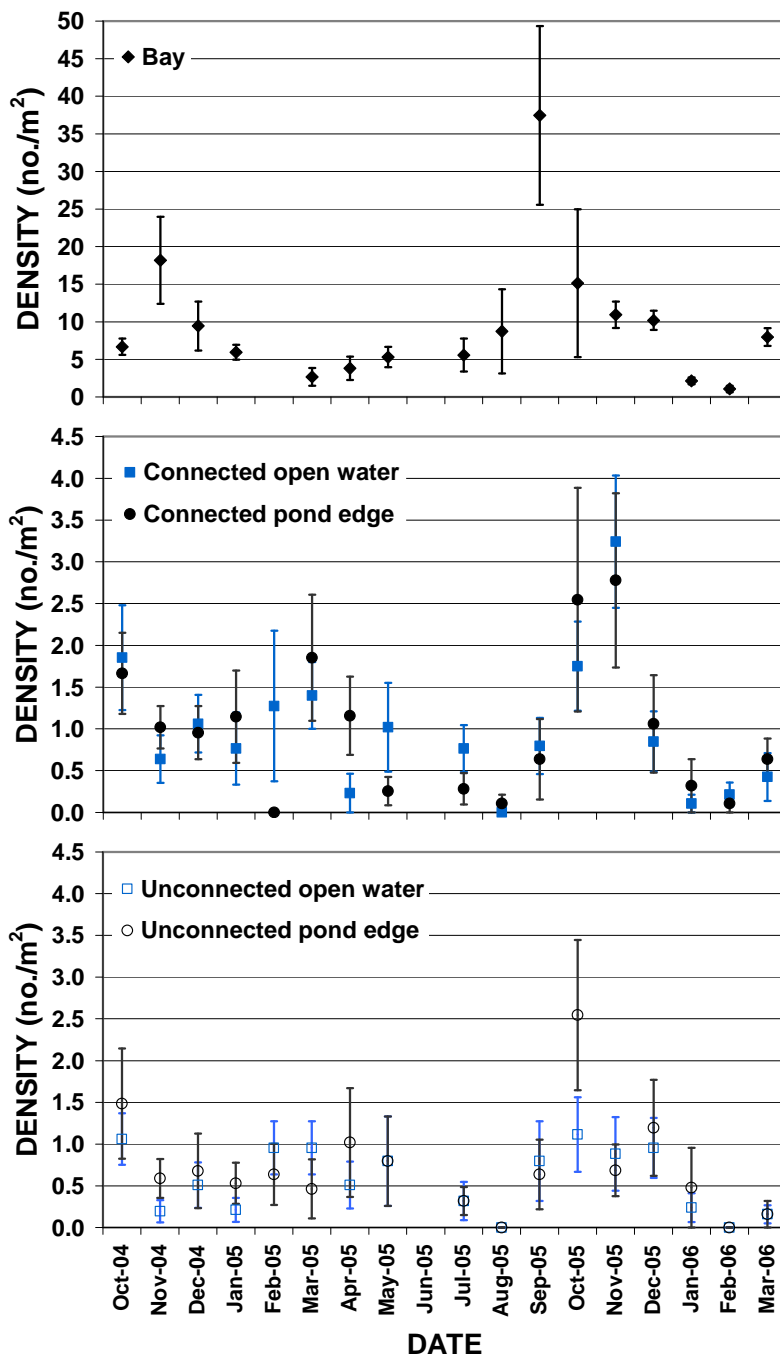 50
45
40
35
30
25
20
15
10
5
0
DENSITY (no./m²)
Bay
4.5
4.0
3.5
3.0
2.5
2.0
1.5
1.0
0.5
0.0
DENSITY (no./m²)
Connected open water
Connected pond edge
4.5
4.0
3.5
3.0
2.5
2.0
1.5
1.0
0.5
0.0
DENSITY (no./m²)
Unconnected open water
Unconnected pond edge
Oct-04
Nov-04
Dec-04
Jan-05
Feb-05
Mar-05
Apr-05
May-05
Jun-05
Jul-05
Aug-05
Sep-05
Oct-05
Nov-05
Dec-05
Jan-06
Feb-06
Mar-06
DATE